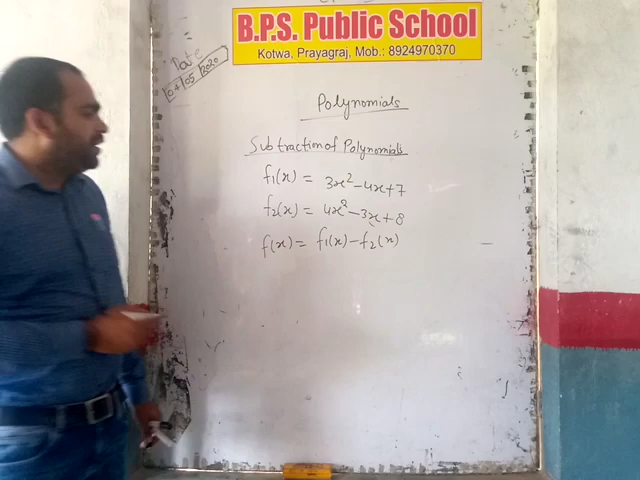 B.P.S. Public School
Kotwa, Prayagraj, Mob.: 8924970370
Date
04/05/2020
Polynomials
Subtraction of Polynomials
f₁(x) = 3x² - 4x + 7
f₂(x) = 4x² - 3x + 8
f(x) = f₁(x) - f₂(x)